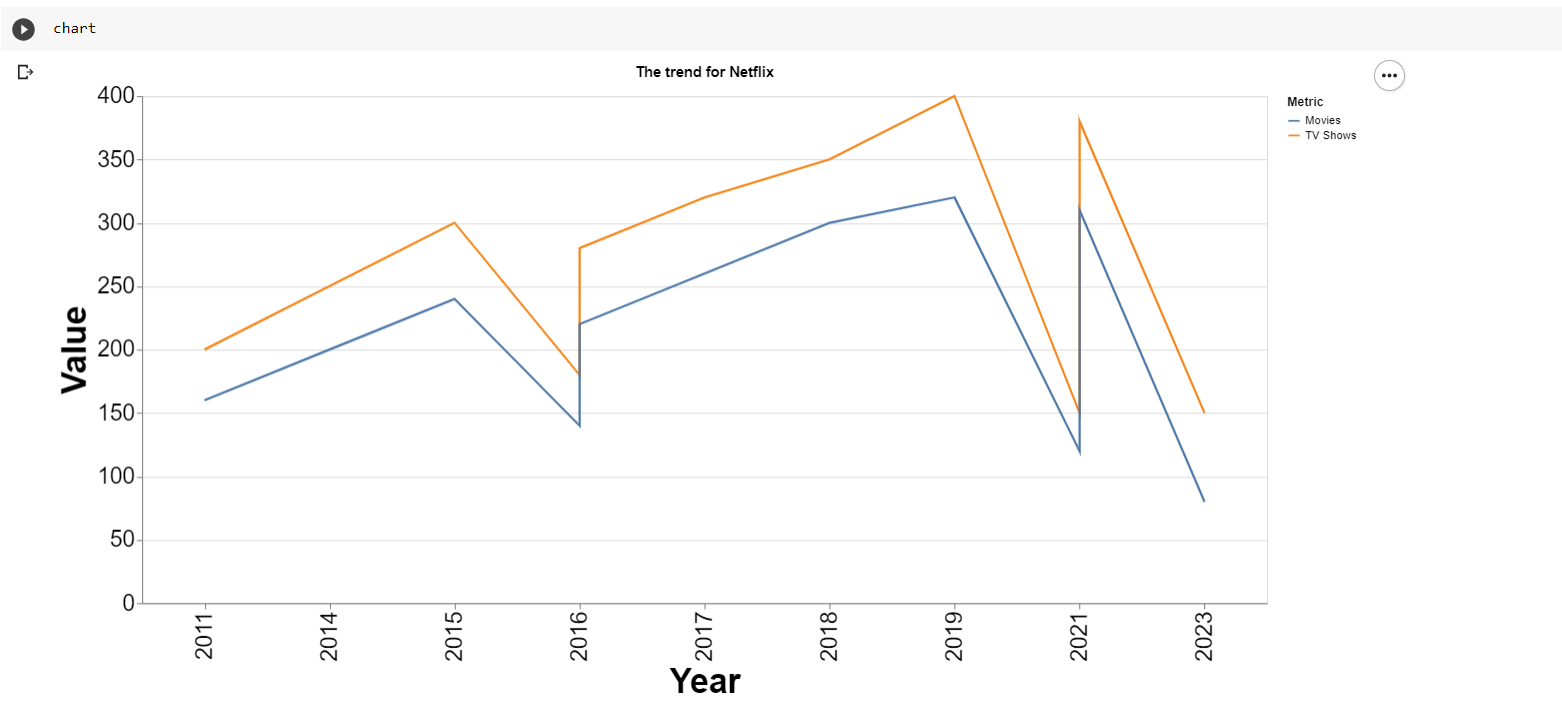 chart
The trend for Netflix
Metric
Movies
TV Shows
400
350
300
250
200
150
100
50
0
Value
2011
2014
2015
2016
2017
2018
2019
2021
2023
Year